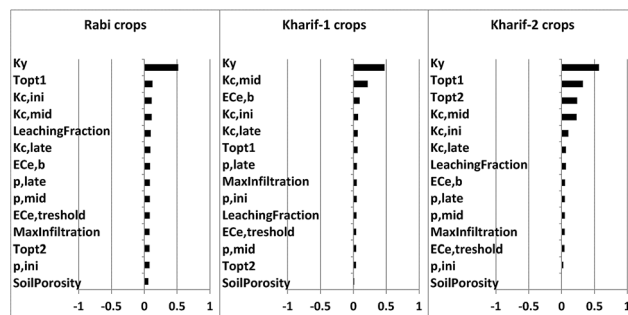 Rabi crops
Ky
Topt1
Kc,ini
Kc,mid
LeachingFraction
Kc,late
ECe,b
p,late
p,mid
ECe,treshold
MaxInfiltration
Topt2
p,ini
SoilPorosity
-1 -0.5 0 0.5 1
Kharif-1 crops
Ky
Kc,mid
ECe,b
Kc,ini
Kc,late
Topt1
p,late
MaxInfiltration
p,ini
LeachingFraction
ECe,treshold
p,mid
Topt2
SoilPorosity
-1 -0.5 0 0.5 1
Kharif-2 crops
Ky
Topt1
Topt2
Kc,mid
Kc,ini
Kc,late
LeachingFraction
ECe,b
p,late
p,mid
MaxInfiltration
ECe,treshold
p,ini
SoilPorosity
-1 -0.5 0 0.5 1